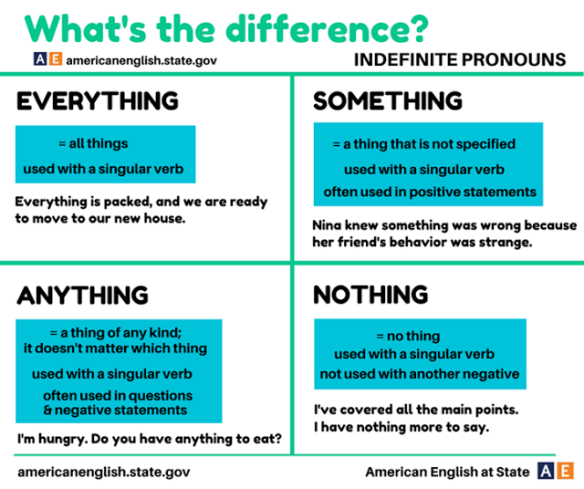 What's the difference?
AE americanenglish.state.gov
INDEFINITE PRONOUNS
EVERYTHING
= all things
used with a singular verb
Everything is packed, and we are ready
to move to our new house.
SOMETHING
= a thing that is not specified
used with a singular verb
often used in positive statements
Nina knew something was wrong because
her friend's behavior was strange.
ANYTHING
= a thing of any kind;
it doesn't matter which thing
used with a singular verb
often used in questions
& negative statements
I'm hungry. Do you have anything to eat?
NOTHING
= no thing
used with a singular verb
not used with another negative
I've covered all the main points.
I have nothing more to say.
americanenglish.state.gov
American English at State AE